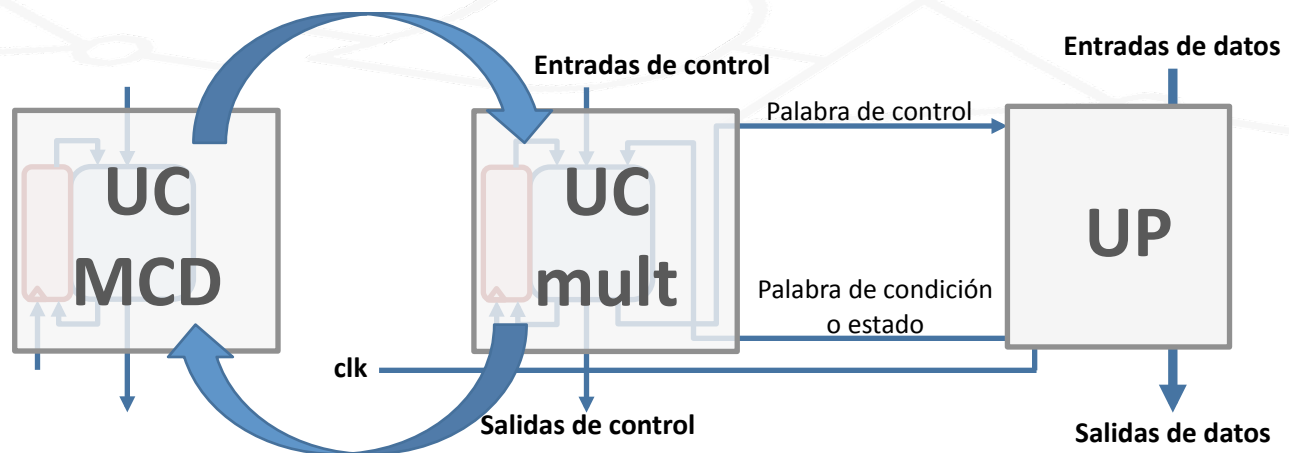 Entradas de datos
Entradas de control
Palabra de control
UC
MCD
UC
mult
UP
Palabra de condición
o estado
clk
Salidas de control
Salidas de datos